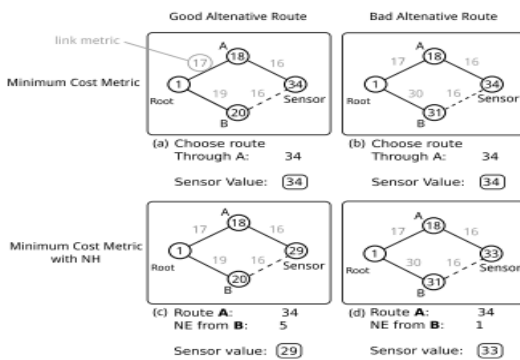 Good Altenative Route
Bad Altenative Route
link metric
Minimum Cost Metric
A
18
17
16
1
34
Root
Sensor
19
16
20
B
A
18
17
16
1
34
Root
Sensor
30
16
31
B
(a) Choose route
Through A: 34
Sensor Value: 34
(b) Choose route
Through A: 34
Sensor Value: 34
Minimum Cost Metric
with NH
A
18
17
16
1
29
Root
Sensor
19
16
20
B
A
18
17
16
1
33
Root
Sensor
30
16
31
B
(c) Route A: 34
NE from B: 5
Sensor value: 29
(d) Route A: 34
NE from B: 1
Sensor value: 33